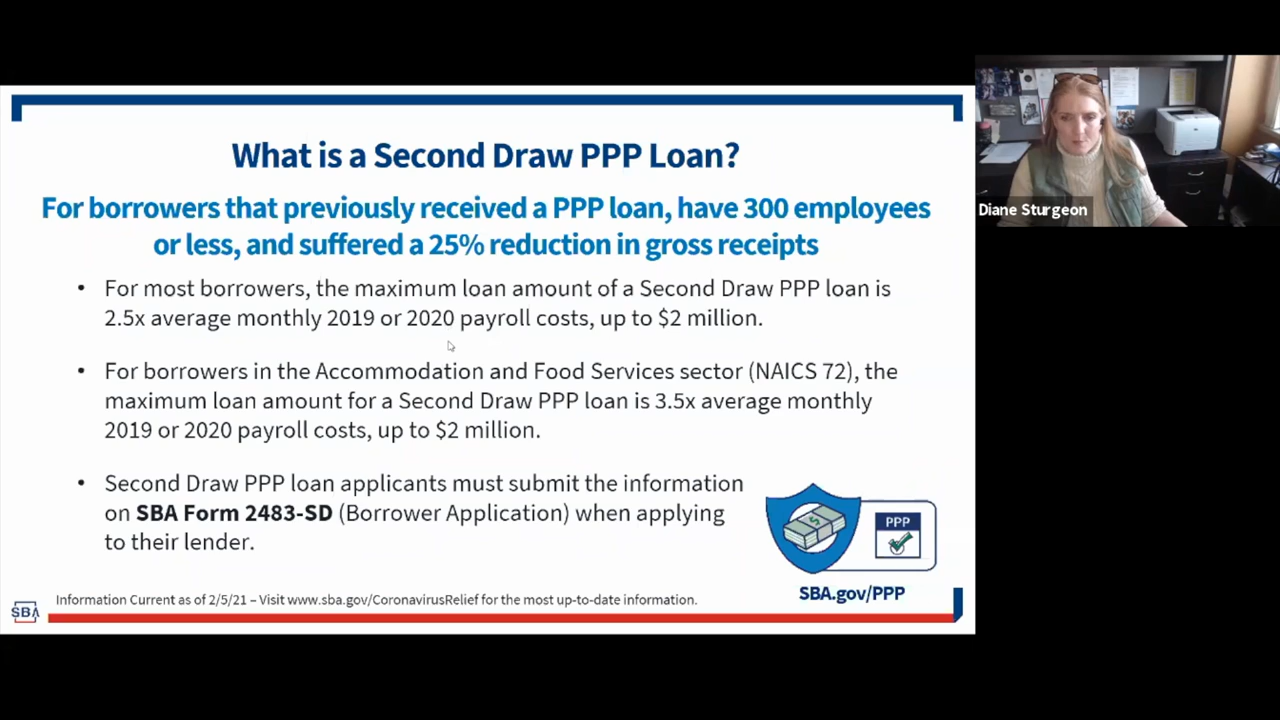 What is a Second Draw PPP Loan?
For borrowers that previously received a PPP loan, have 300 employees
or less, and suffered a 25% reduction in gross receipts
• For most borrowers, the maximum loan amount of a Second Draw PPP loan is
2.5x average monthly 2019 or 2020 payroll costs, up to $2 million.
• For borrowers in the Accommodation and Food Services sector (NAICS 72), the
maximum loan amount for a Second Draw PPP loan is 3.5x average monthly
2019 or 2020 payroll costs, up to $2 million.
• Second Draw PPP loan applicants must submit the information
on SBA Form 2483-SD (Borrower Application) when applying
to their lender.
PPP
SBA.gov/PPP
Information Current as of 2/5/21 – Visit www.sba.gov/CoronavirusRelief for the most up-to-date information.
SBA
Diane Sturgeon